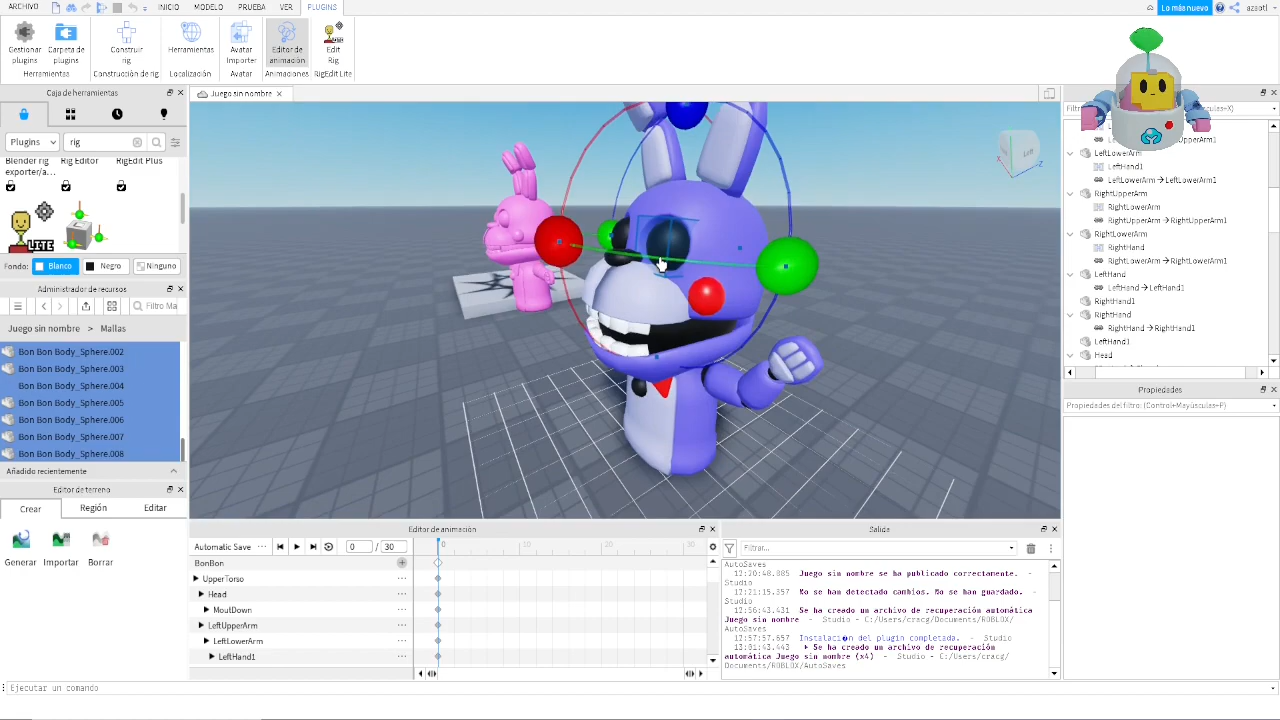 ARCHIVO INICIO MODELO PRUEBA VER PLUGINS Lo más nuevo
Gestionar plugins
Carpeta de plugins
Construir rig
Herramientas
Avatar Importer
Editor de animación
Edit Rig
Herramientas Construcción de rig Localización Avatar Animaciones RigEdit Lite
Caja de herramientas
Juego sin nombre
Plugins rig
Blender rig exporter/a...
Rig Editor
RigEdit Plus
LITE
Fondo: Blanco Negro Ninguno
Administrador de recursos
Filtro Ma
Juego sin nombre > Mallas
Bon Bon Body_Sphere.002
Bon Bon Body_Sphere.003
Bon Bon Body_Sphere.004
Bon Bon Body_Sphere.005
Bon Bon Body_Sphere.006
Bon Bon Body_Sphere.007
Bon Bon Body_Sphere.008
Añadido recientemente
Editor de terreno
Crear Región Editar
Generar Importar Borrar
Left
X
Z
LeftLowerArm
LeftHand1
LeftLowerArm→LeftLowerArm1
RightUpperArm
RightLowerArm
RightUpperArm→RightUpperArm1
RightLowerArm
RightHand
RightLowerArm→RightLowerArm1
LeftHand
LeftHand→LeftHand1
RightHand1
RightHand
RightHand→RightHand1
LeftHand1
Head
Propiedades
Propiedades del filtro: (Control+Mayúsculas+P)
Editor de animación
Automatic Save ... 0 / 30 0 10 20 30
BonBon
UpperTorso
Head
MoutDown
LeftUpperArm
LeftLowerArm
LeftHand1
Salida
Filtrar...
AutoSaves
12:20:48.085 Juego sin nombre se ha publicado correctamente. -
Studio
12:21:15.357 No se han detectado cambios. No se han guardado. -
Studio
12:56:43.431 Se ha creado un archivo de recuperación automática
Juego sin nombre - Studio - C:/Users/cracg/Documents/ROBLOX/
AutoSaves
12:57:57.657 Instalaci�n del plugin completada. - Studio
13:01:43.443 Se ha creado un archivo de recuperación
automática Juego sin nombre (x4) - Studio - C:/Users/cracg/
Documents/ROBLOX/AutoSaves
Ejecutar un comando